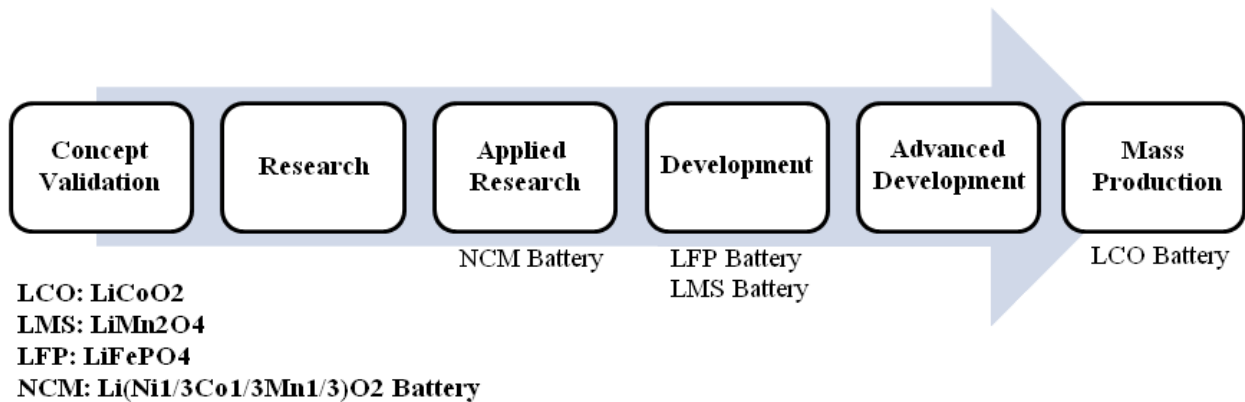 Concept
Validation
Research
Applied
Research
Development
Advanced
Development
Mass
Production
NCM Battery
LFP Battery
LMS Battery
LCO Battery
LCO: LiCoO2
LMS: LiMn2O4
LFP: LiFePO4
NCM: Li(Ni1/3Co1/3Mn1/3)O2 Battery